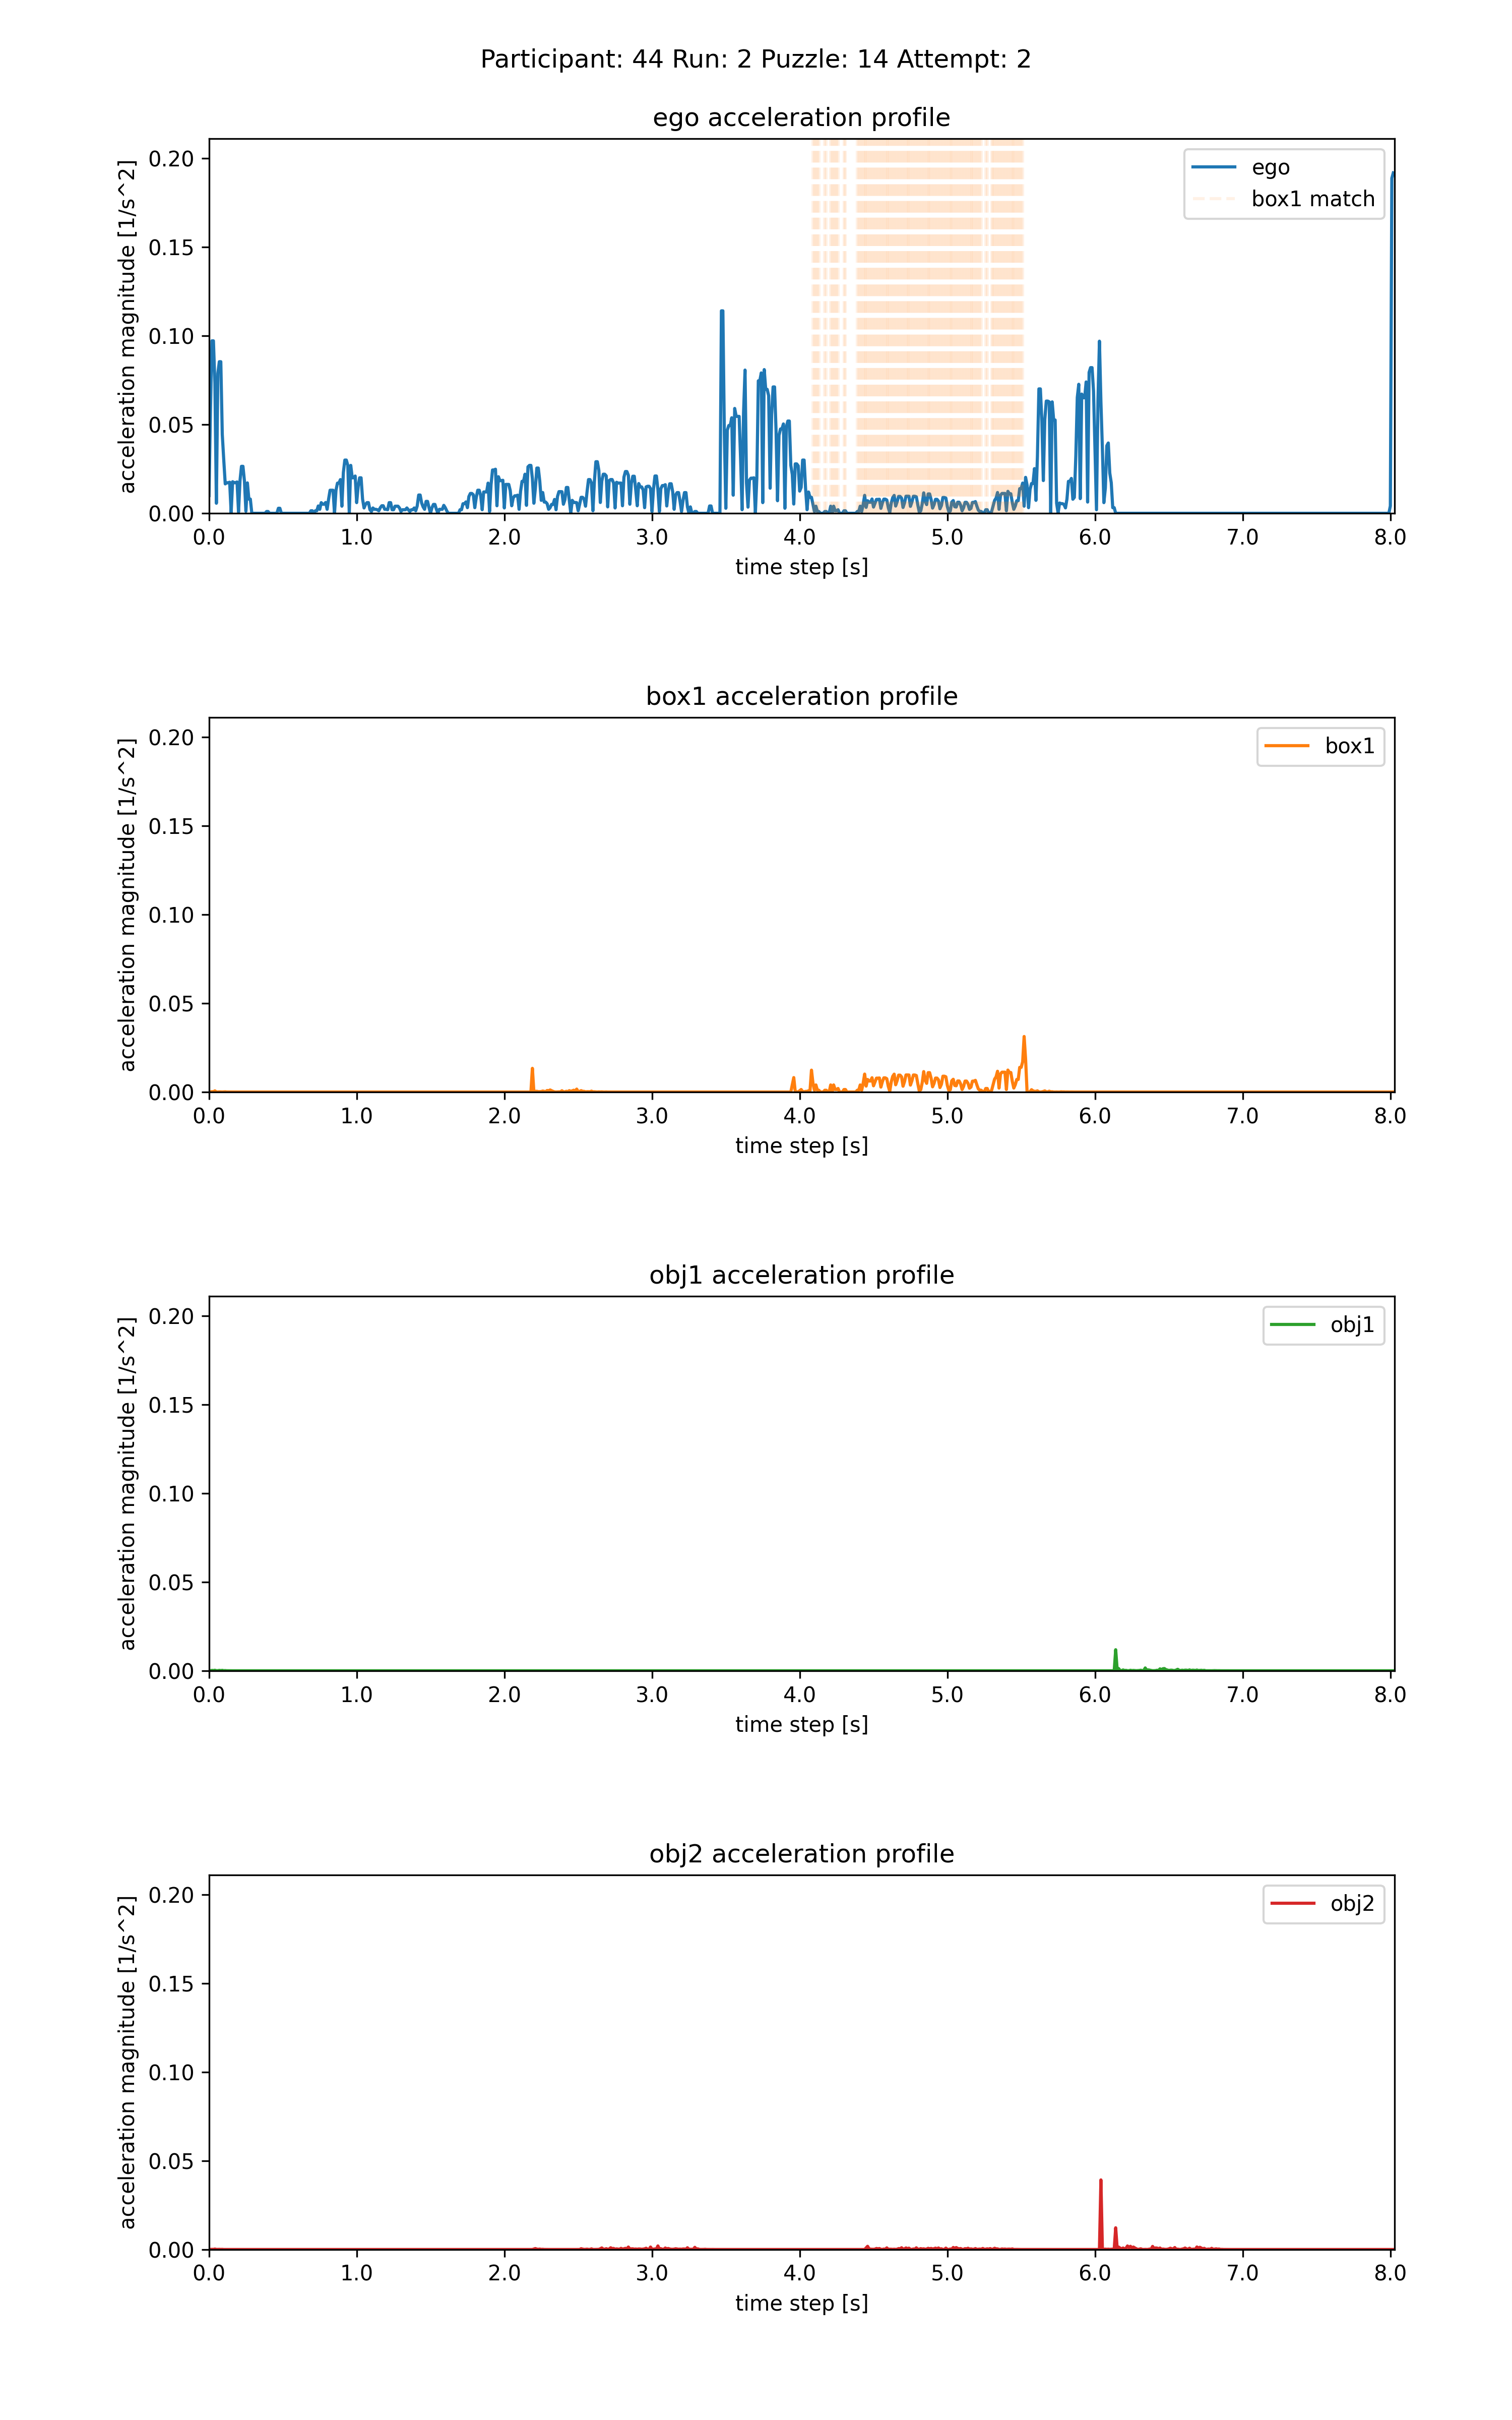 Participant: 44 Run: 2 Puzzle: 14 Attempt: 2
ego acceleration profile
acceleration magnitude [1/s^2]
0.20
0.15
0.10
0.05
0.00
ego
box1 match
0.0 1.0 2.0 3.0 4.0 5.0 6.0 7.0 8.0
time step [s]
box1 acceleration profile
acceleration magnitude [1/s^2]
0.20
0.15
0.10
0.05
0.00
box1
0.0 1.0 2.0 3.0 4.0 5.0 6.0 7.0 8.0
time step [s]
obj1 acceleration profile
acceleration magnitude [1/s^2]
0.20
0.15
0.10
0.05
0.00
obj1
0.0 1.0 2.0 3.0 4.0 5.0 6.0 7.0 8.0
time step [s]
obj2 acceleration profile
acceleration magnitude [1/s^2]
0.20
0.15
0.10
0.05
0.00
obj2
0.0 1.0 2.0 3.0 4.0 5.0 6.0 7.0 8.0
time step [s]